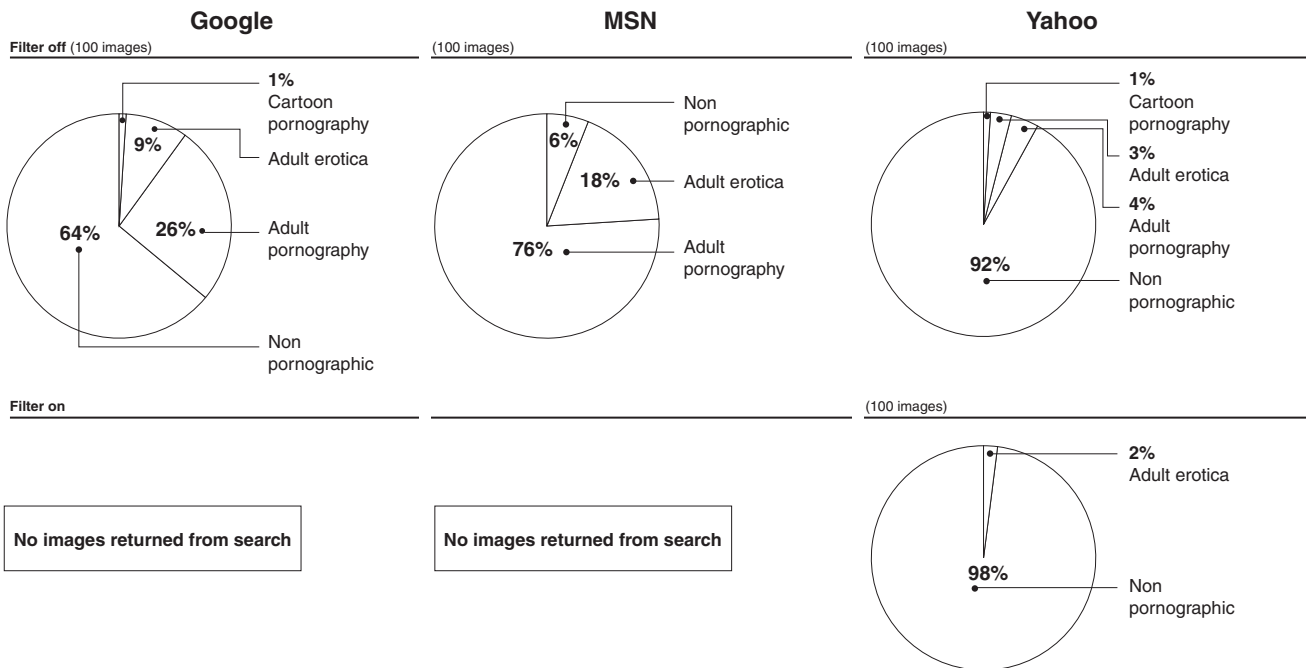 Google
MSN
Yahoo
Filter off (100 images)
(100 images)
(100 images)
1%
Cartoon
pornography
9%
Adult erotica
26%
Adult
pornography
64%
Non
pornographic
6%
Non
pornographic
18%
Adult erotica
76%
Adult
pornography
1%
Cartoon
pornography
3%
Adult erotica
4%
Adult
pornography
92%
Non
pornographic
Filter on
(100 images)
No images returned from search
No images returned from search
2%
Adult erotica
98%
Non
pornographic